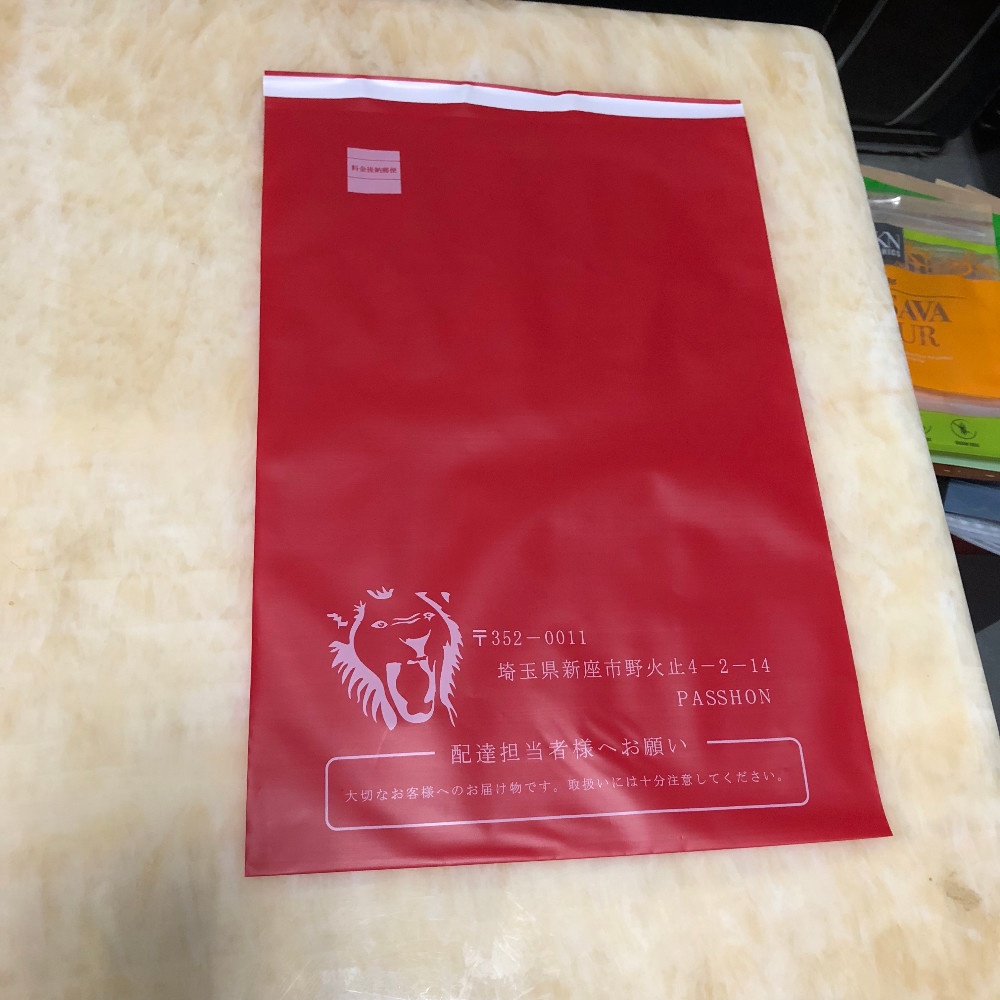 料金後納郵便
〒352-0011
埼玉県新座市野火止4-2-14
PASSHON
配達担当者様へお願い
大切なお客様へのお届け物です。取扱いには十分注意してください。
KN
SAVA
UR